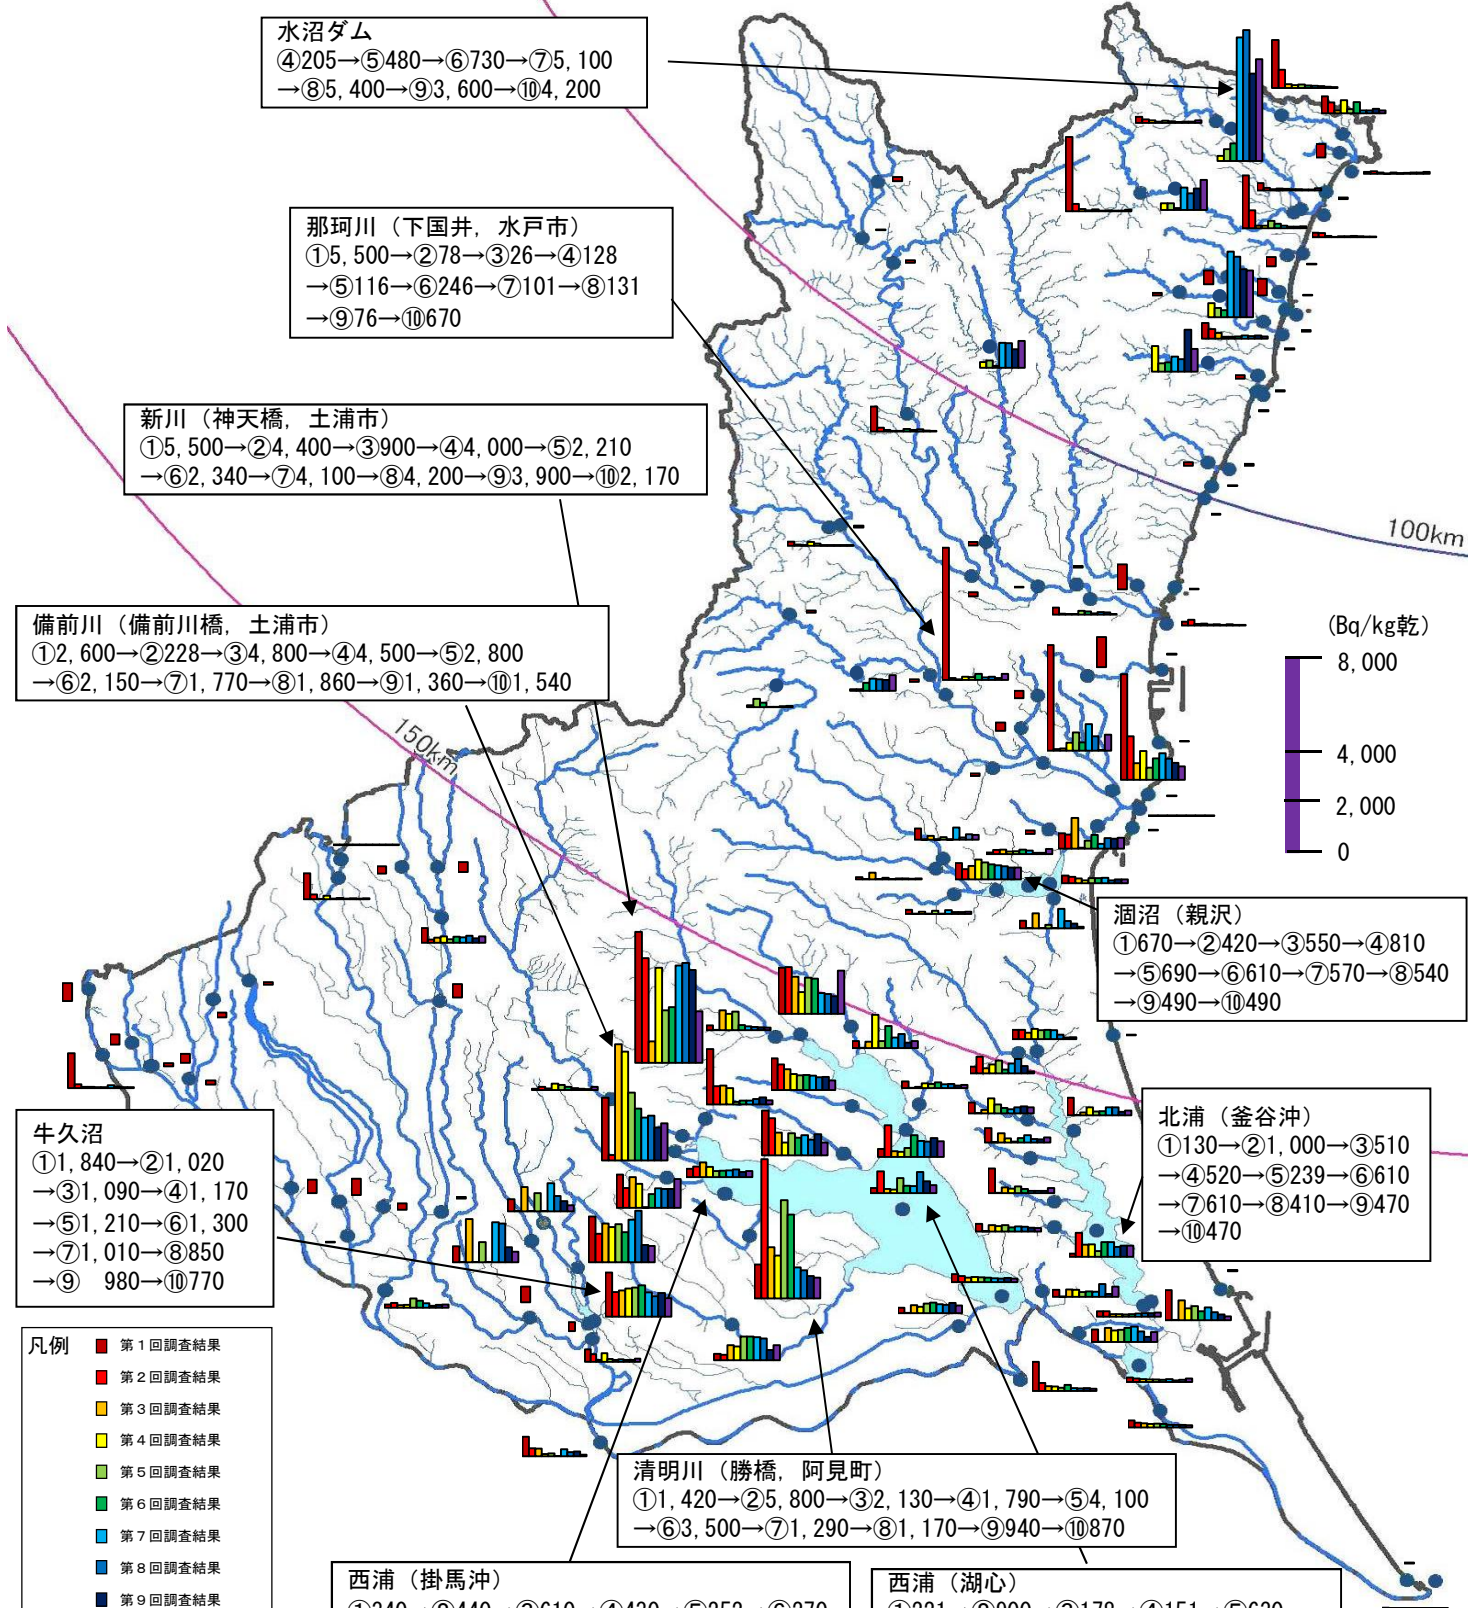 水沼ダム
④205→⑤480→⑥730→⑦5,100
→⑧5,400→⑨3,600→⑩4,200
那珂川（下国井，水戸市）
①5,500→②78→③26→④128
→⑤116→⑥246→⑦101→⑧131
→⑨76→⑩670
新川（神天橋，土浦市）
①5,500→②4,400→③900→④4,000→⑤2,210
→⑥2,340→⑦4,100→⑧4,200→⑨3,900→⑩2,170
100km
備前川（備前川橋，土浦市）
①2,600→②228→③4,800→④4,500→⑤2,800
→⑥2,150→⑦1,770→⑧1,860→⑨1,360→⑩1,540
(Bq/kg乾)
8,000
4,000
2,000
0
150km
涸沼（親沢）
①670→②420→③550→④810
→⑤690→⑥610→⑦570→⑧540
→⑨490→⑩490
北浦（釜谷沖）
①130→②1,000→③510
→④520→⑤239→⑥610
→⑦610→⑧410→⑨470
→⑩470
牛久沼
①1,840→②1,020
→③1,090→④1,170
→⑤1,210→⑥1,300
→⑦1,010→⑧850
→⑨ 980→⑩770
凡例
第１回調査結果
第２回調査結果
第３回調査結果
第４回調査結果
第５回調査結果
第６回調査結果
第７回調査結果
第８回調査結果
第９回調査結果
清明川（勝橋，阿見町）
①1,420→②5,800→③2,130→④1,790→⑤4,100
→⑥3,500→⑦1,290→⑧1,170→⑨940→⑩870
西浦（掛馬沖）
西浦（湖心）